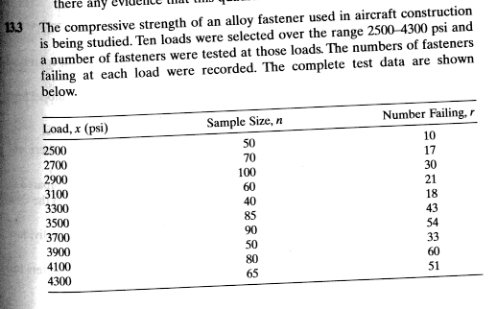 there any evidence that
13.3 The compressive strength of an alloy fastener used in aircraft construction
is being studied. Ten loads were selected over the range 2500–4300 psi and
a number of fasteners were tested at those loads. The numbers of fasteners
failing at each load were recorded. The complete test data are shown
below.
Load, x (psi) Sample Size, n Number Failing, r
2500 50 10
2700 70 17
2900 100 30
3100 60 21
3300 40 18
3500 85 43
3700 90 54
3900 50 33
4100 80 60
4300 65 51